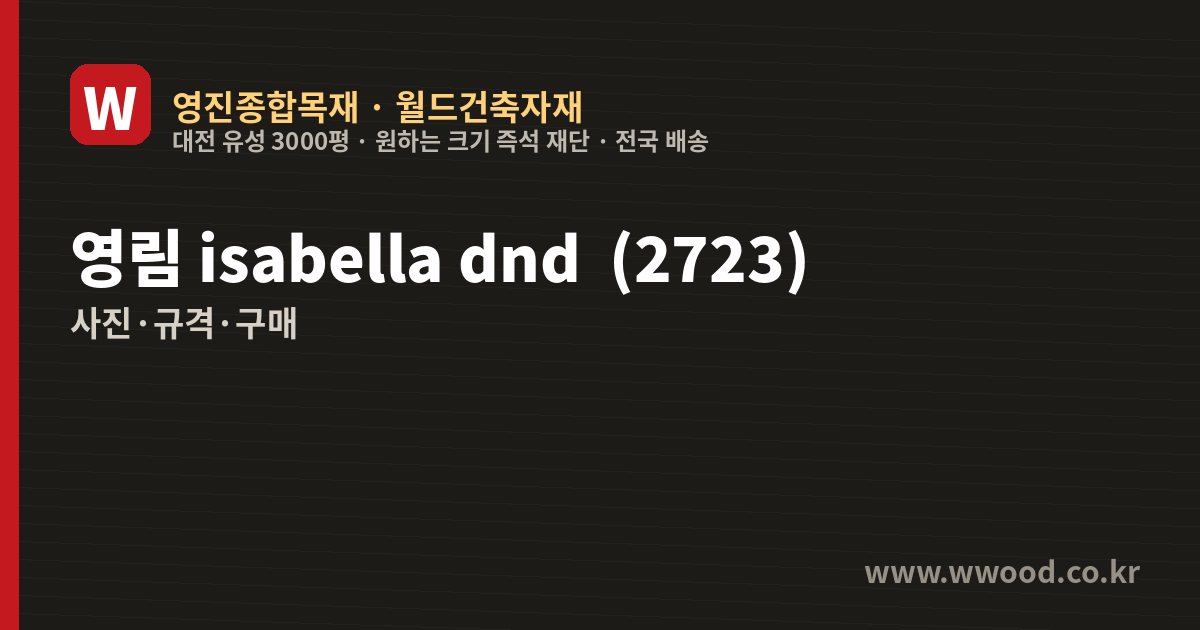 W
영진종합목재 · 월드건축자재
대전 유성 3000평 · 원하는 크기 즉석 재단 · 전국 배송
영림 isabella dnd  (2723)
사진·규격·구매
www.wwood.co.kr